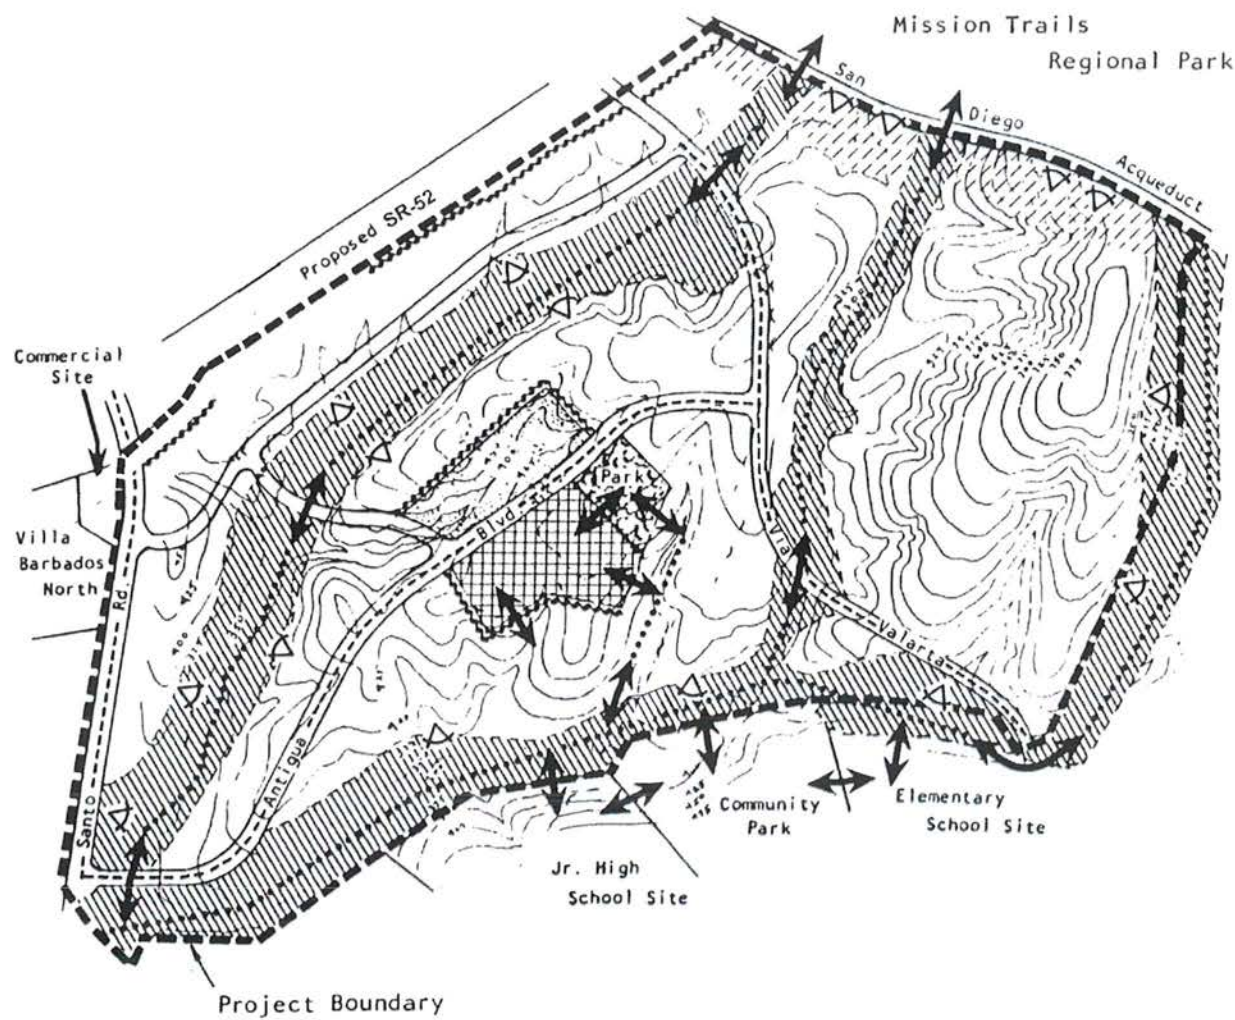 Mission Trails
Regional Park
San
Diego
Acqueduct
Proposed SR-52
Commercial
Site
Park
Blvd.
Villa
Barbados
North
Rd.
Via
Valarta
Antigua
Santo
Community
Park
Elementary
School Site
Jr. High
School Site
Project Boundary